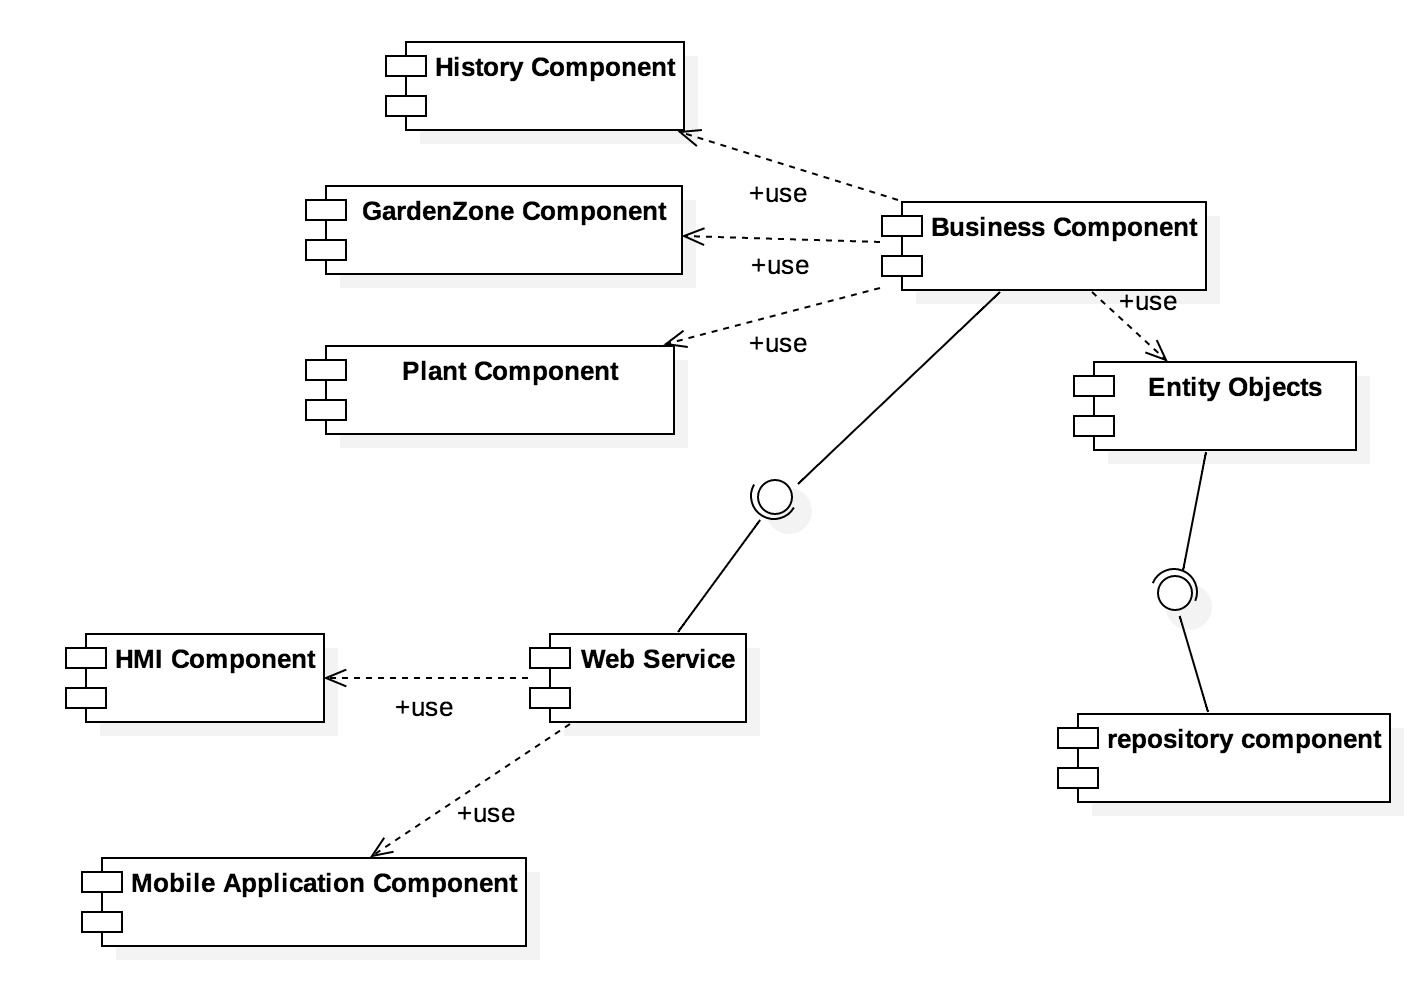 History Component
+use
GardenZone Component
Business Component
+use
+use
+use
Plant Component
Entity Objects
HMI Component
Web Service
+use
repository component
+use
Mobile Application Component